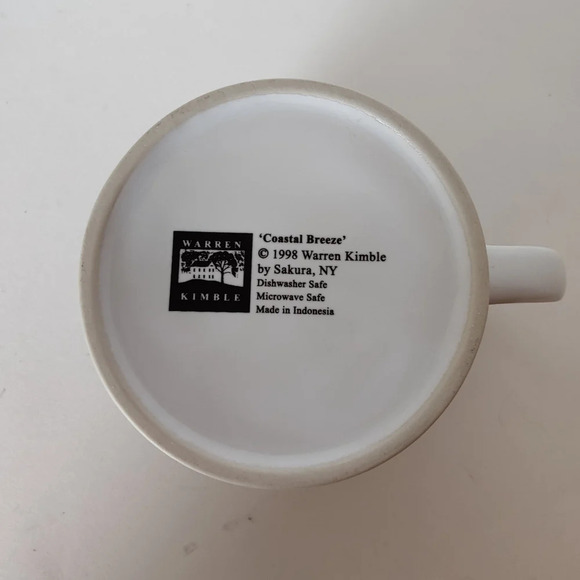 WARREN
KIMBLE
'Coastal Breeze'
© 1998 Warren Kimble
by Sakura, NY
Dishwasher Safe
Microwave Safe
Made in Indonesia